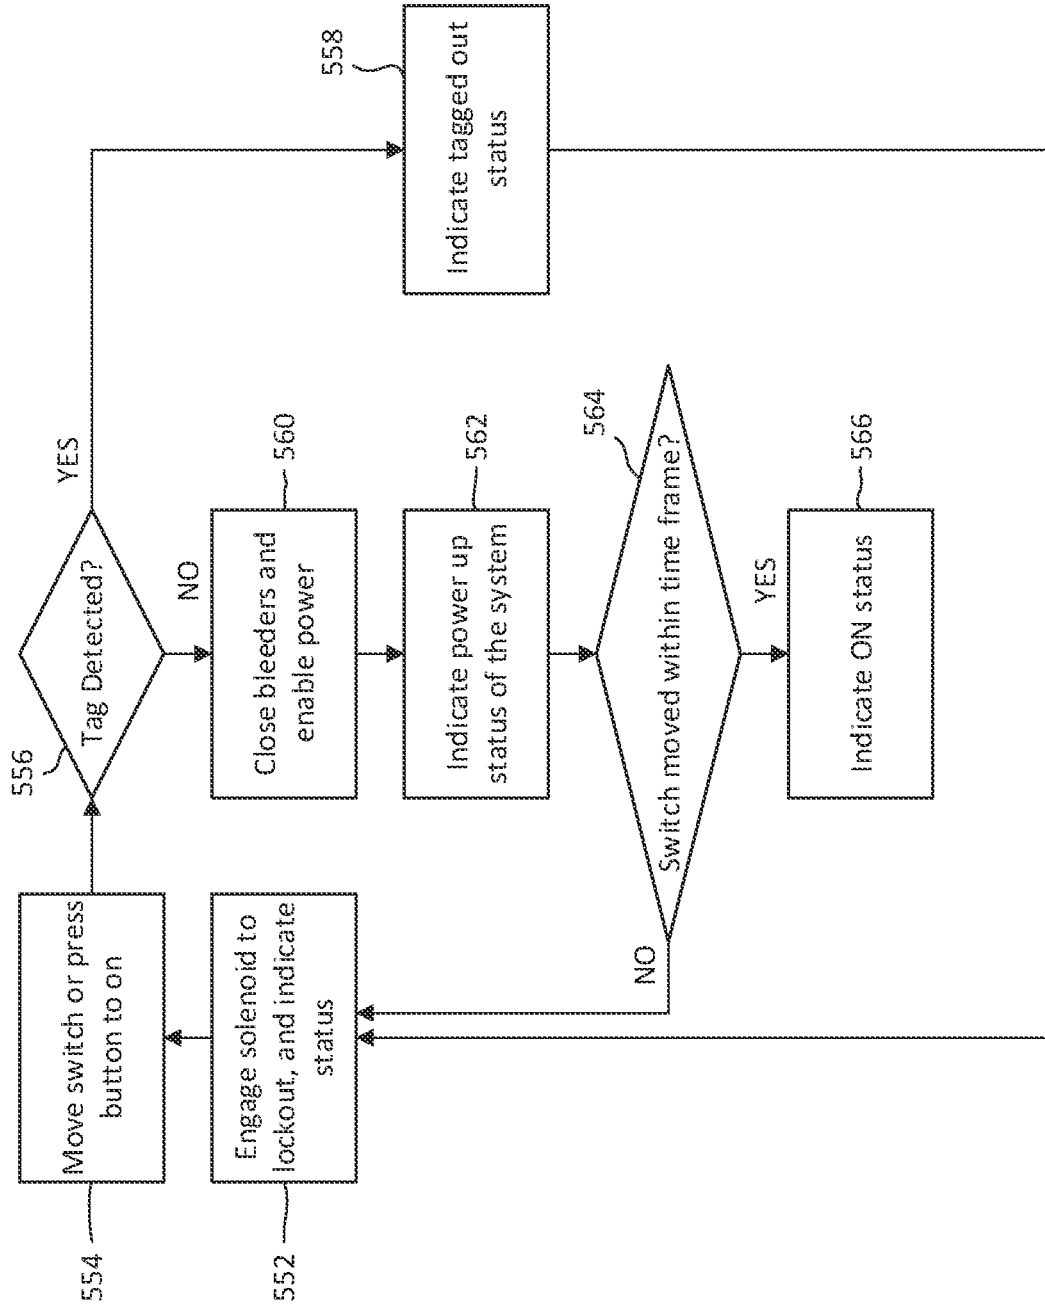 554
Move switch or press
button to on
552
Engage solenoid to
lockout, and indicate
status
556
Tag Detected?
YES
NO
560
Close bleeders and
enable power
562
Indicate power up
status of the system
564
Switch moved within time frame?
NO
YES
566
Indicate ON status
558
Indicate tagged out
status